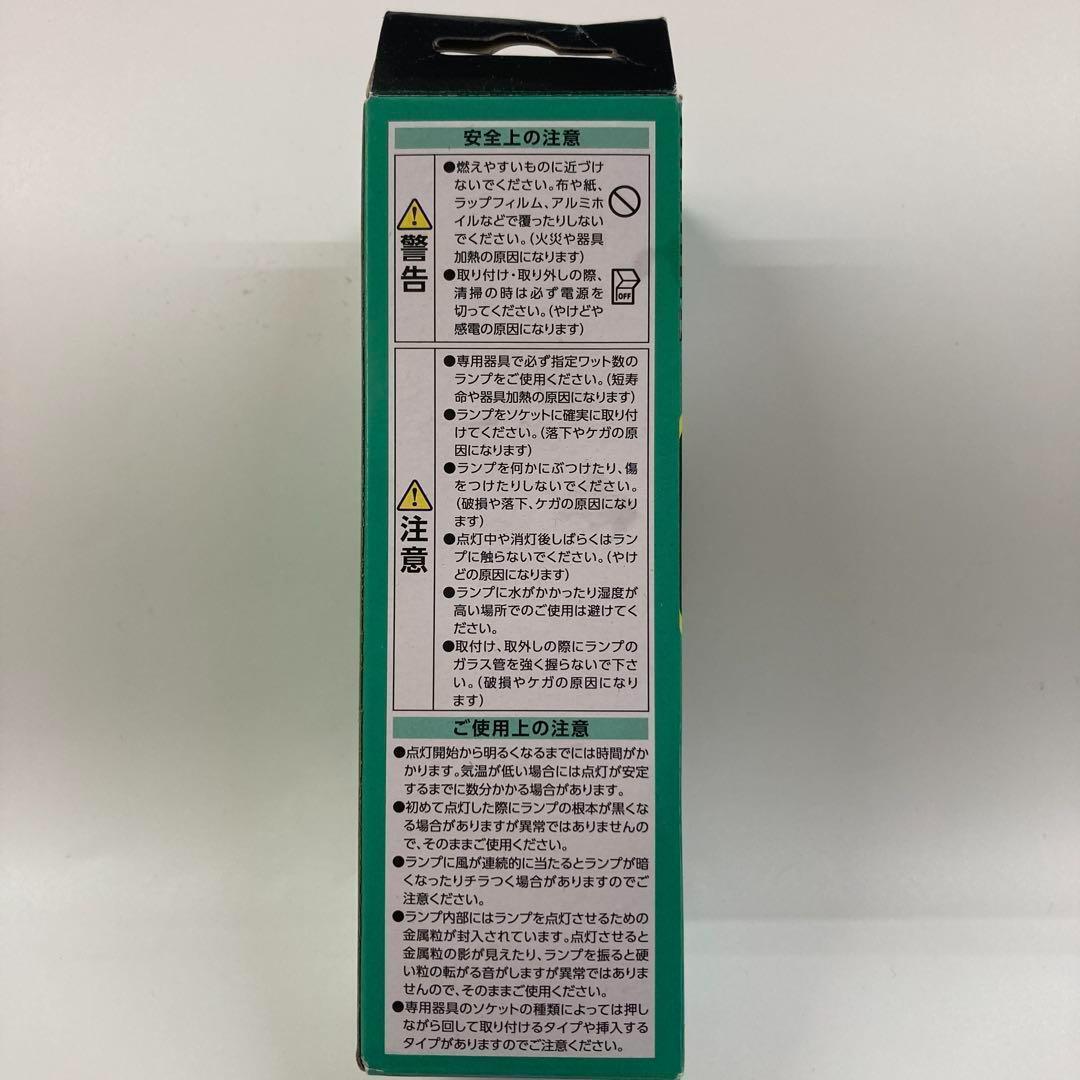 安全上の注意
警告
●燃えやすいものに近づけ
ないでください。布や紙、
ラップフィルム、アルミホ
イルなどで覆ったりしない
でください。(火災や器具
加熱の原因になります)
●取り付け・取り外しの際、
清掃の時は必ず電源を
切ってください。(やけどや
感電の原因になります)
OFF
注意
●専用器具で必ず指定ワット数の
ランプをご使用ください。(短寿
命や器具加熱の原因になります)
●ランプをソケットに確実に取り付
けてください。(落下やケガの原
因になります)
●ランプを何かにぶつけたり、傷
をつけたりしないでください。
(破損や落下、ケガの原因になり
ます)
●点灯中や消灯後しばらくはラン
プに触らないでください。(やけ
どの原因になります)
●ランプに水がかかったり湿度が
高い場所でのご使用は避けてく
ださい。
●取付け、取外しの際にランプの
ガラス管を強く握らないで下さ
い。(破損やケガの原因になり
ます)
ご使用上の注意
●点灯開始から明るくなるまでには時間がか
かります。気温が低い場合には点灯が安定
するまでに数分かかる場合があります。
●初めて点灯した際にランプの根本が黒くな
る場合がありますが異常ではありませんの
で、そのままご使用ください。
●ランプに風が連続的に当たるとランプが暗
くなったりチラつく場合がありますのでご
注意ください。
●ランプ内部にはランプを点灯させるための
金属粒が封入されています。点灯させると
金属粒の影が見えたり、ランプを振ると硬
い粒の転がる音がしますが異常ではありま
せんので、そのままご使用ください。
●専用器具のソケットの種類によっては押し
ながら回して取り付けるタイプや挿入する
タイプがありますのでご注意ください。